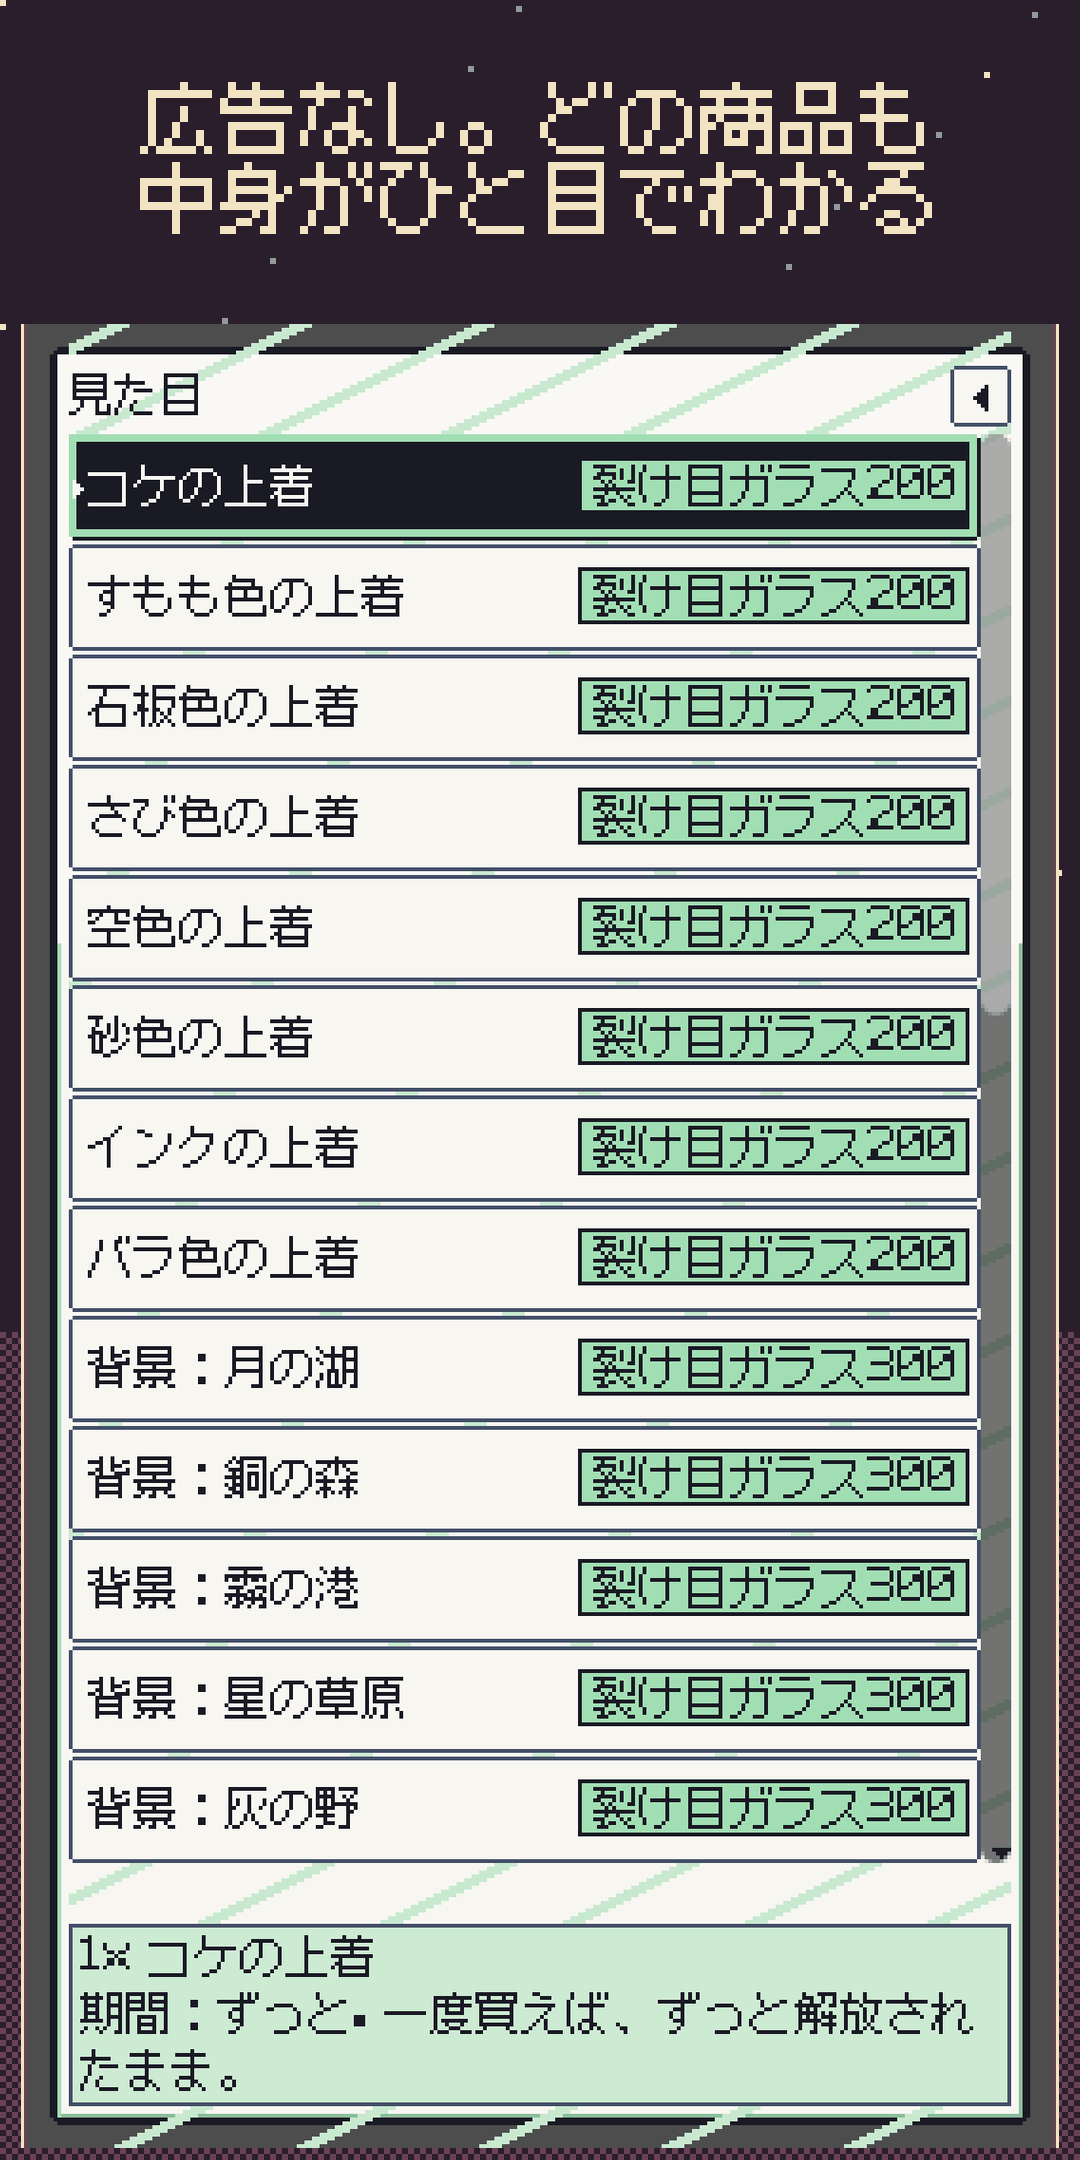 広告なし。どの商品も
中身がひと目でわかる
見た目
コケの上着 裂け目ガラス200
すもも色の上着 裂け目ガラス200
石板色の上着 裂け目ガラス200
さび色の上着 裂け目ガラス200
空色の上着 裂け目ガラス200
砂色の上着 裂け目ガラス200
インクの上着 裂け目ガラス200
バラ色の上着 裂け目ガラス200
背景：月の湖 裂け目ガラス300
背景：銅の森 裂け目ガラス300
背景：霧の港 裂け目ガラス300
背景：星の草原 裂け目ガラス300
背景：灰の野 裂け目ガラス300
1x コケの上着
期間：ずっと▪一度買えば、ずっと解放され
たまま。